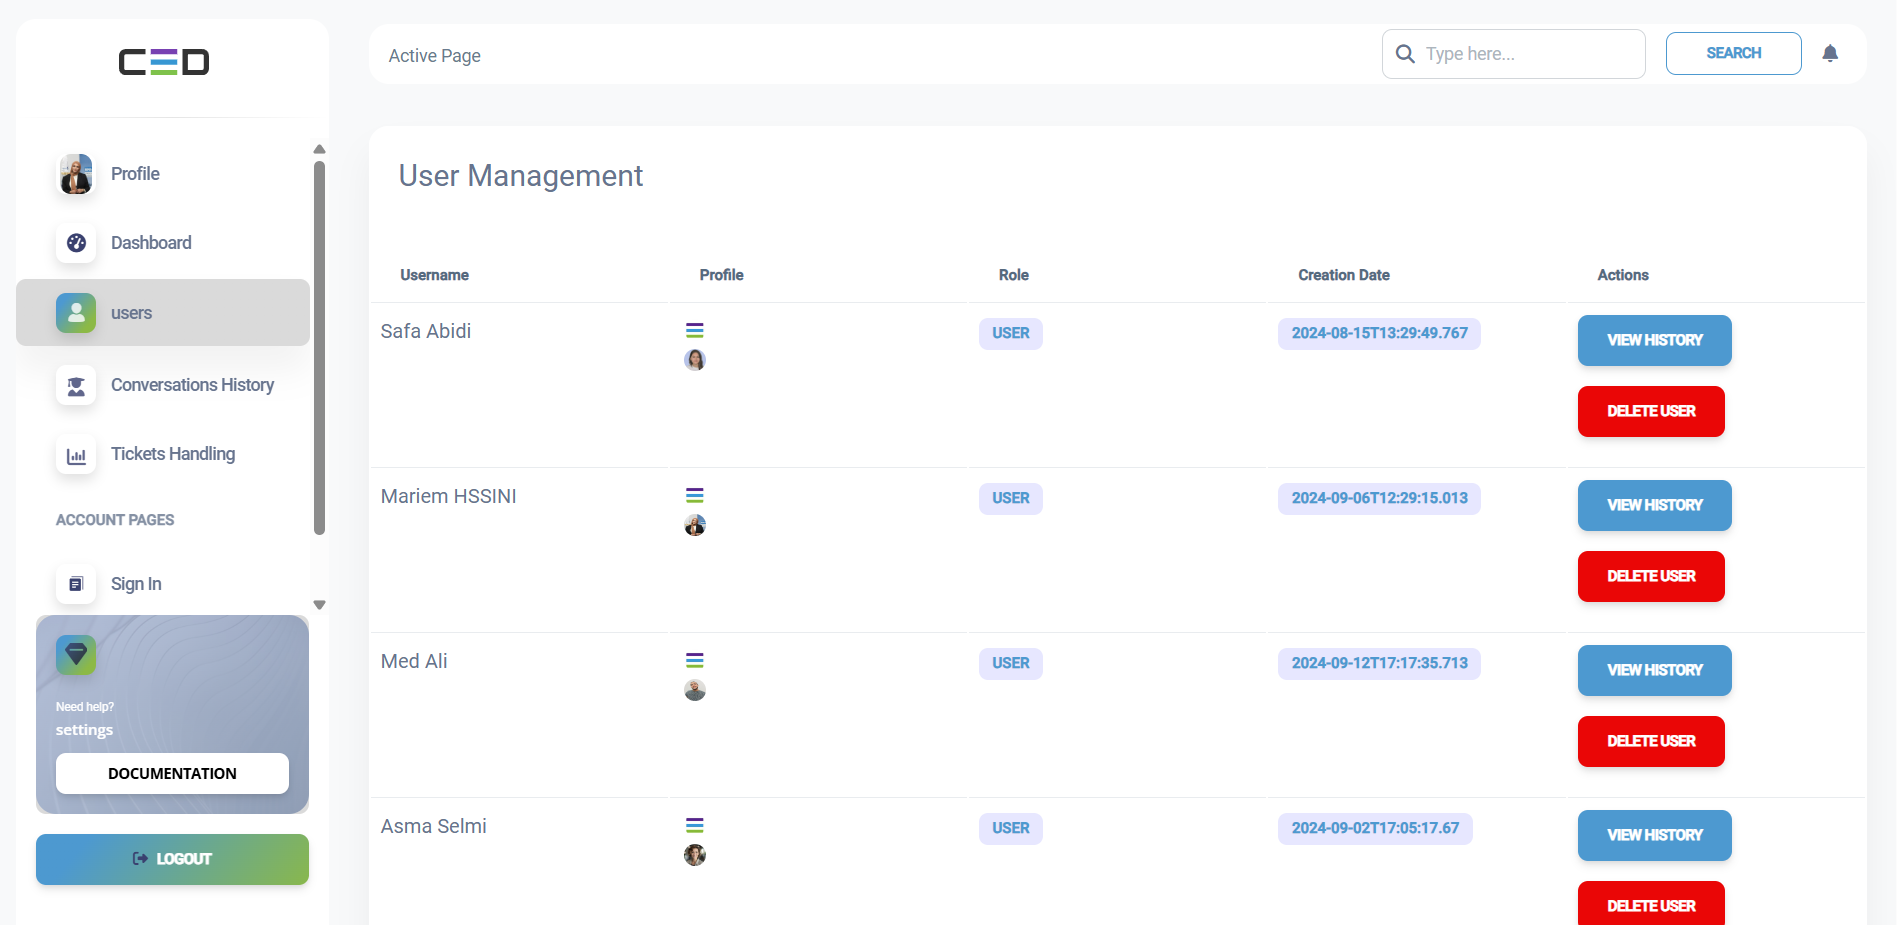 CED
Profile
Dashboard
users
Conversations History
Tickets Handling
ACCOUNT PAGES
Sign In
Need help?
settings
DOCUMENTATION
LOGOUT
Active Page
Type here...
SEARCH
User Management
Username Profile Role Creation Date Actions
Safa Abidi USER 2024-08-15T13:29:49.767 VIEW HISTORY
DELETE USER
Mariem HSSINI USER 2024-09-06T12:29:15.013 VIEW HISTORY
DELETE USER
Med Ali USER 2024-09-12T17:17:35.713 VIEW HISTORY
DELETE USER
Asma Selmi USER 2024-09-02T17:05:17.67 VIEW HISTORY
DELETE USER